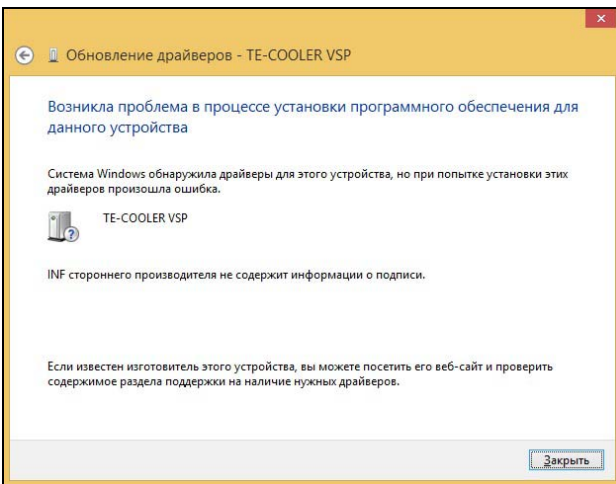 Обновление драйверов - TE-COOLER VSP
Возникла проблема в процессе установки программного обеспечения для
данного устройства
Система Windows обнаружила драйверы для этого устройства, но при попытке установки этих
драйверов произошла ошибка.
TE-COOLER VSP
INF стороннего производителя не содержит информации о подписи.
Если известен изготовитель этого устройства, вы можете посетить его веб-сайт и проверить
содержимое раздела поддержки на наличие нужных драйверов.
Закрыть